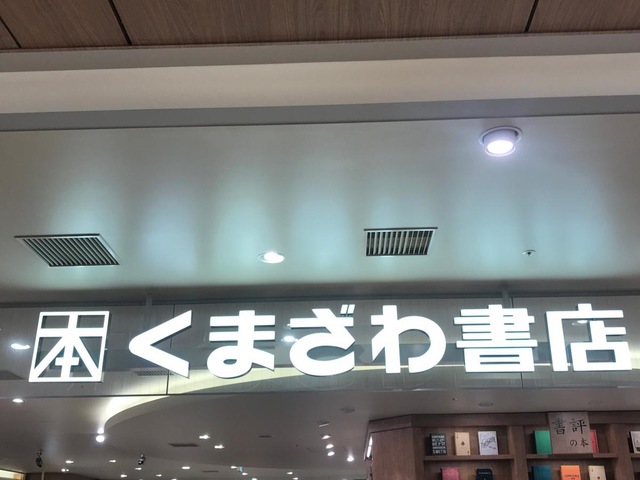 本 くまざわ書店
書評
の本